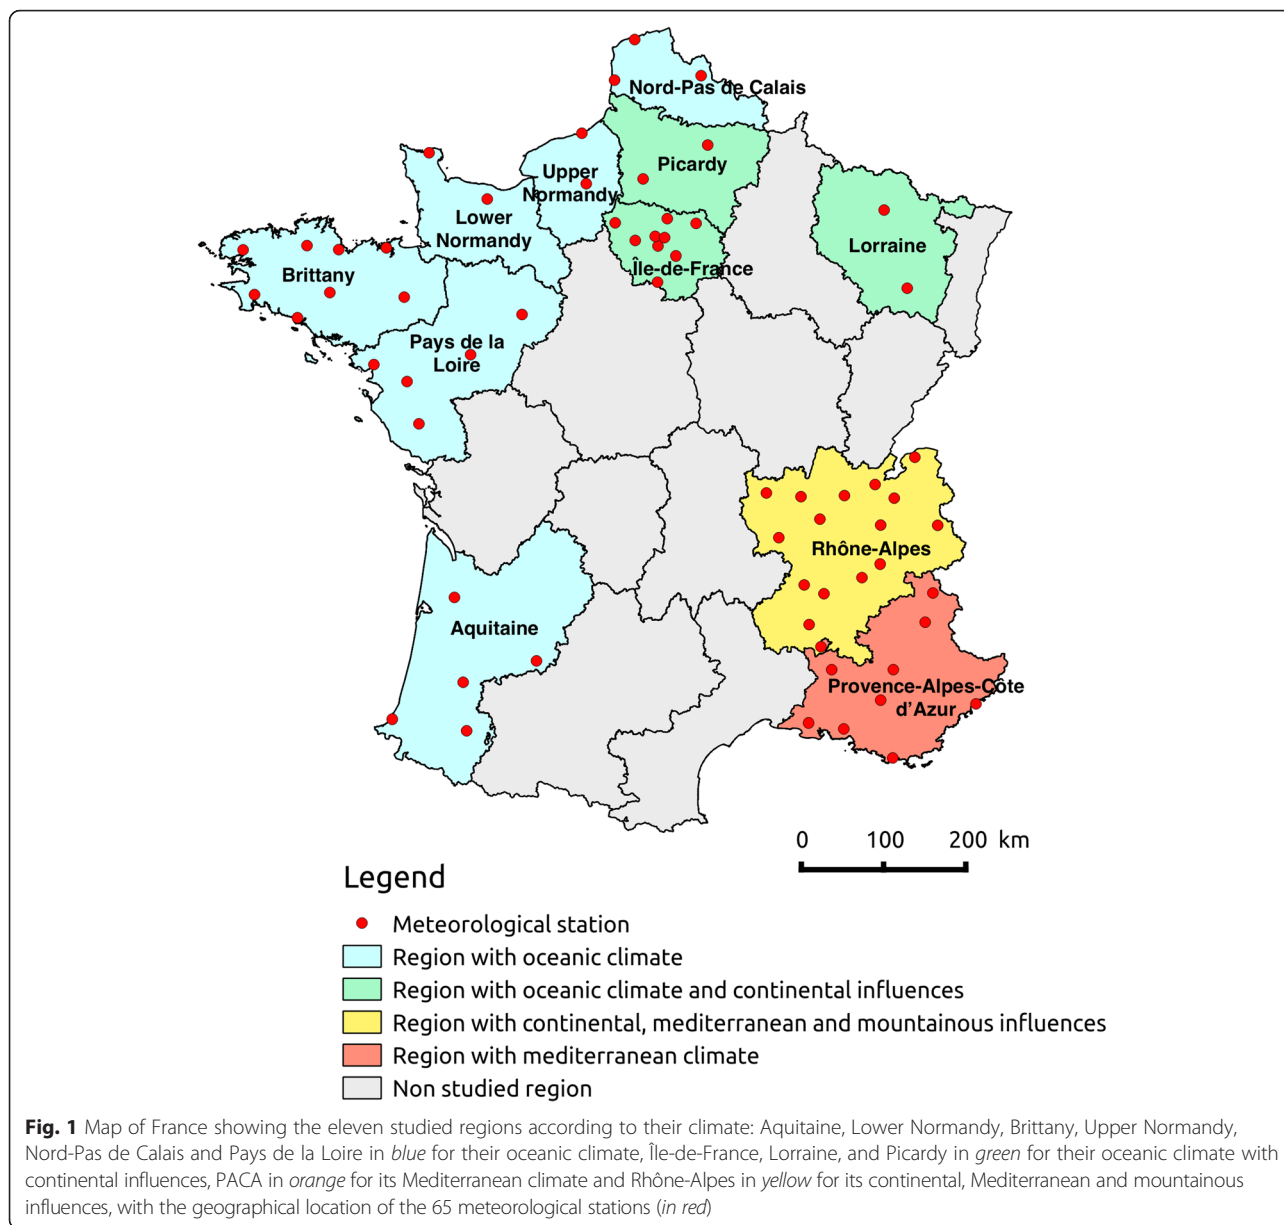 Nord-Pas de Calais
Picardy
Upper
Normandy
Lower
Normandy
Lorraine
Île-de-France
Brittany
Pays de la
Loire
Rhône-Alpes
Aquitaine
Provence-Alpes-Côte
d'Azur
0 100 200 km
Legend
Meteorological station
Region with oceanic climate
Region with oceanic climate and continental influences
Region with continental, mediterranean and mountainous influences
Region with mediterranean climate
Non studied region
Fig. 1 Map of France showing the eleven studied regions according to their climate: Aquitaine, Lower Normandy, Brittany, Upper Normandy,
Nord-Pas de Calais and Pays de la Loire in blue for their oceanic climate, Île-de-France, Lorraine, and Picardy in green for their oceanic climate with
continental influences, PACA in orange for its Mediterranean climate and Rhône-Alpes in yellow for its continental, Mediterranean and mountainous
influences, with the geographical location of the 65 meteorological stations (in red)